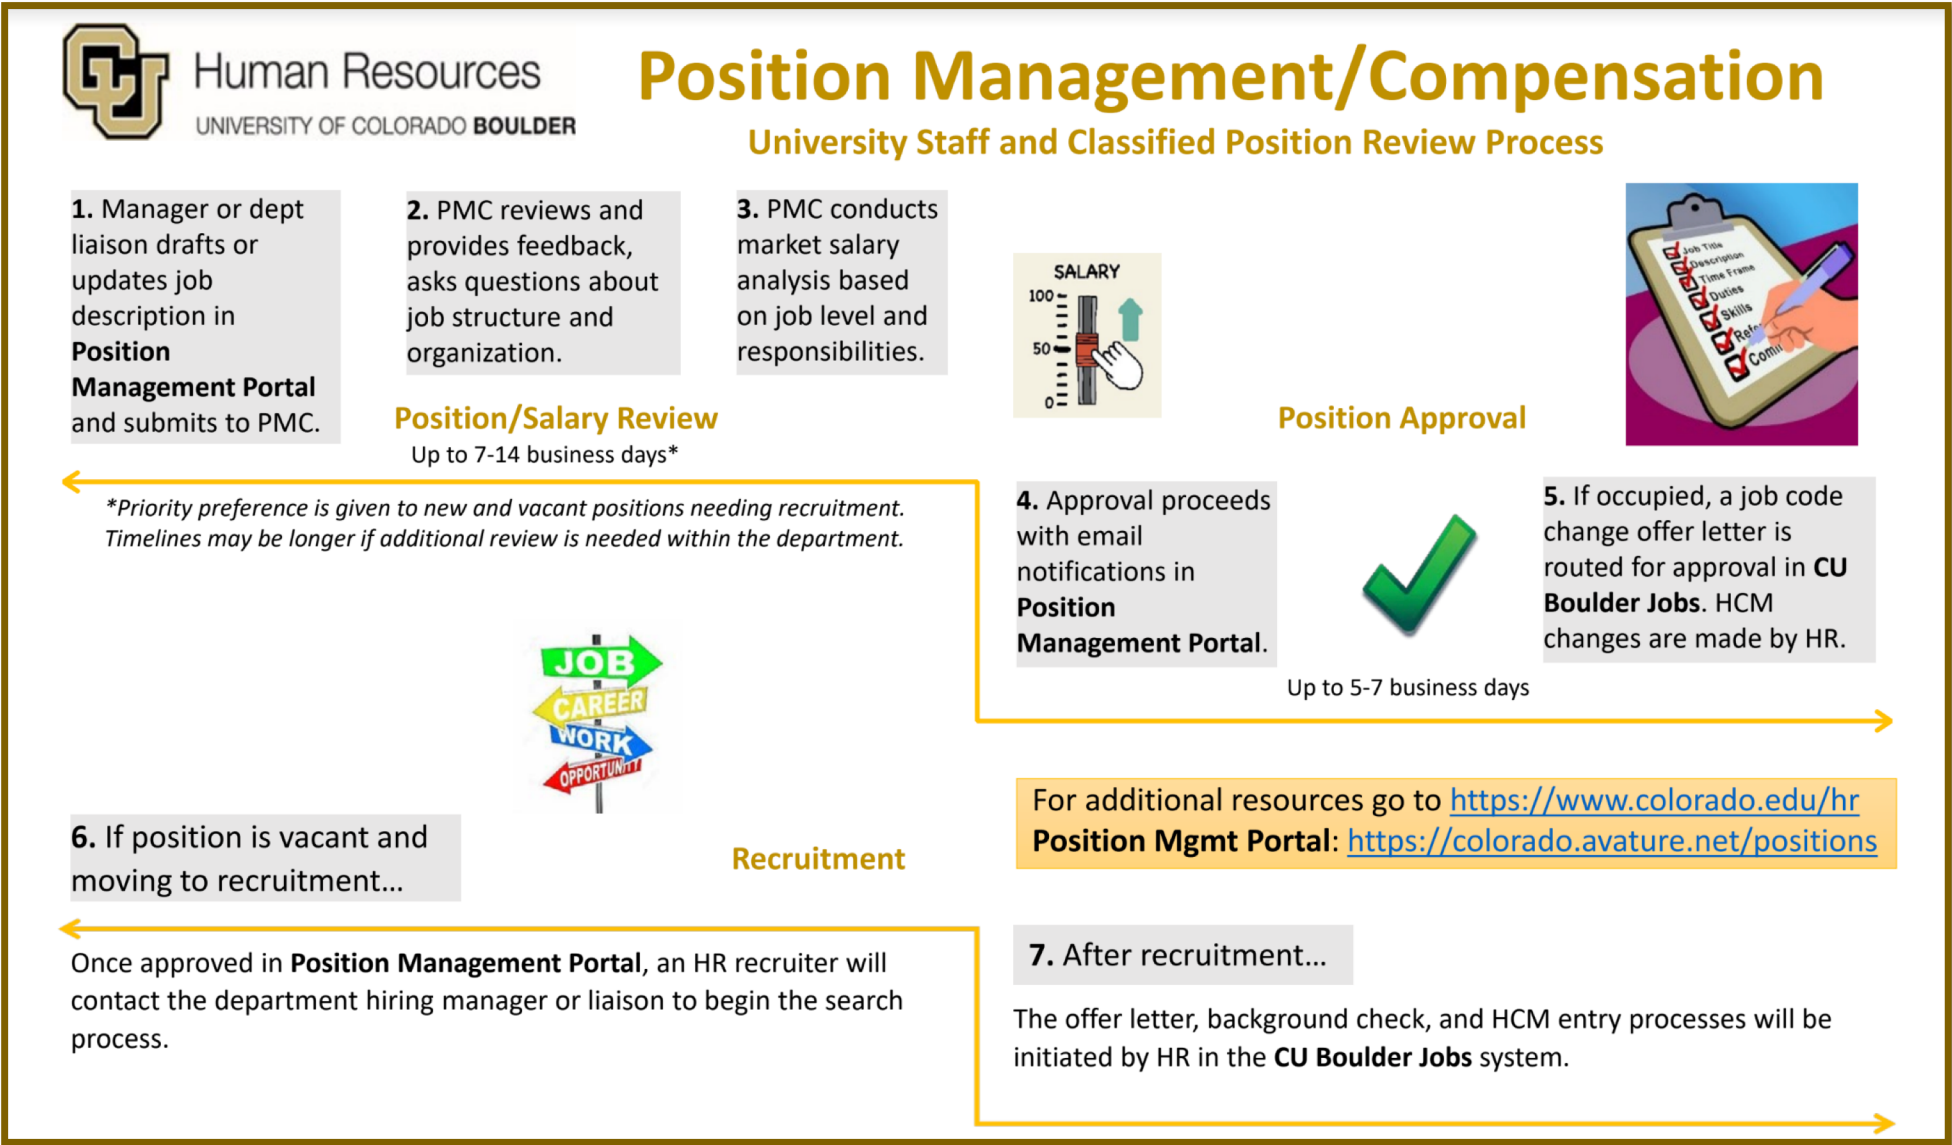 CU
Human Resources
UNIVERSITY OF COLORADO BOULDER
Position Management/Compensation
University Staff and Classified Position Review Process
1. Manager or dept
liaison drafts or
updates job
description in
Position
Management Portal
and submits to PMC.
2. PMC reviews and
provides feedback,
asks questions about
job structure and
organization.
3. PMC conducts
market salary
analysis based
on job level and
responsibilities.
SALARY
100
50
0
Job Title
Description
Time Frame
Duties
Skills
Position/Salary Review
Up to 7-14 business days*
*Priority preference is given to new and vacant positions needing recruitment.
Timelines may be longer if additional review is needed within the department.
Position Approval
4. Approval proceeds
with email
notifications in
Position
Management Portal.
5. If occupied, a job code
change offer letter is
routed for approval in CU
Boulder Jobs. HCM
changes are made by HR.
Up to 5-7 business days
JOB
CAREER
WORK
OPPORTUNITY
For additional resources go to https://www.colorado.edu/hr
Position Mgmt Portal: https://colorado.avature.net/positions
6. If position is vacant and
moving to recruitment...
Recruitment
Once approved in Position Management Portal, an HR recruiter will
contact the department hiring manager or liaison to begin the search
process.
7. After recruitment...
The offer letter, background check, and HCM entry processes will be
initiated by HR in the CU Boulder Jobs system.